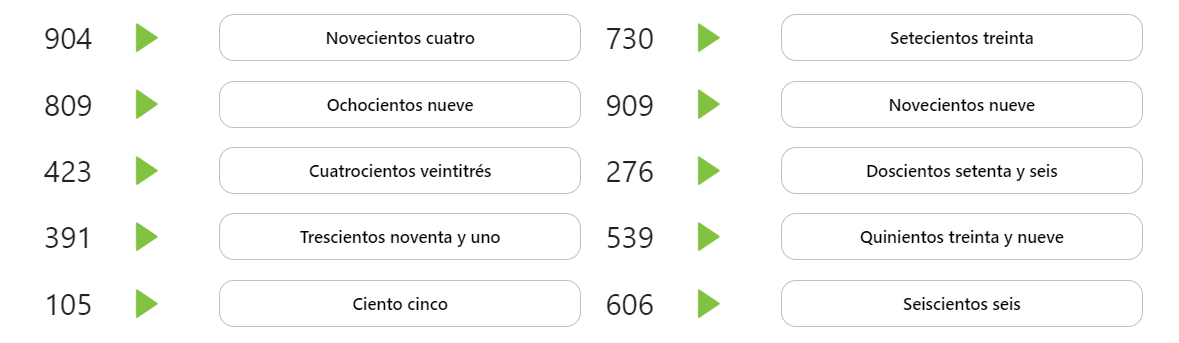 904 Novecientos cuatro 730 Setecientos treinta
809 Ochocientos nueve 909 Novecientos nueve
423 Cuatrocientos veintitrés 276 Doscientos setenta y seis
391 Trescientos noventa y uno 539 Quinientos treinta y nueve
105 Ciento cinco 606 Seiscientos seis